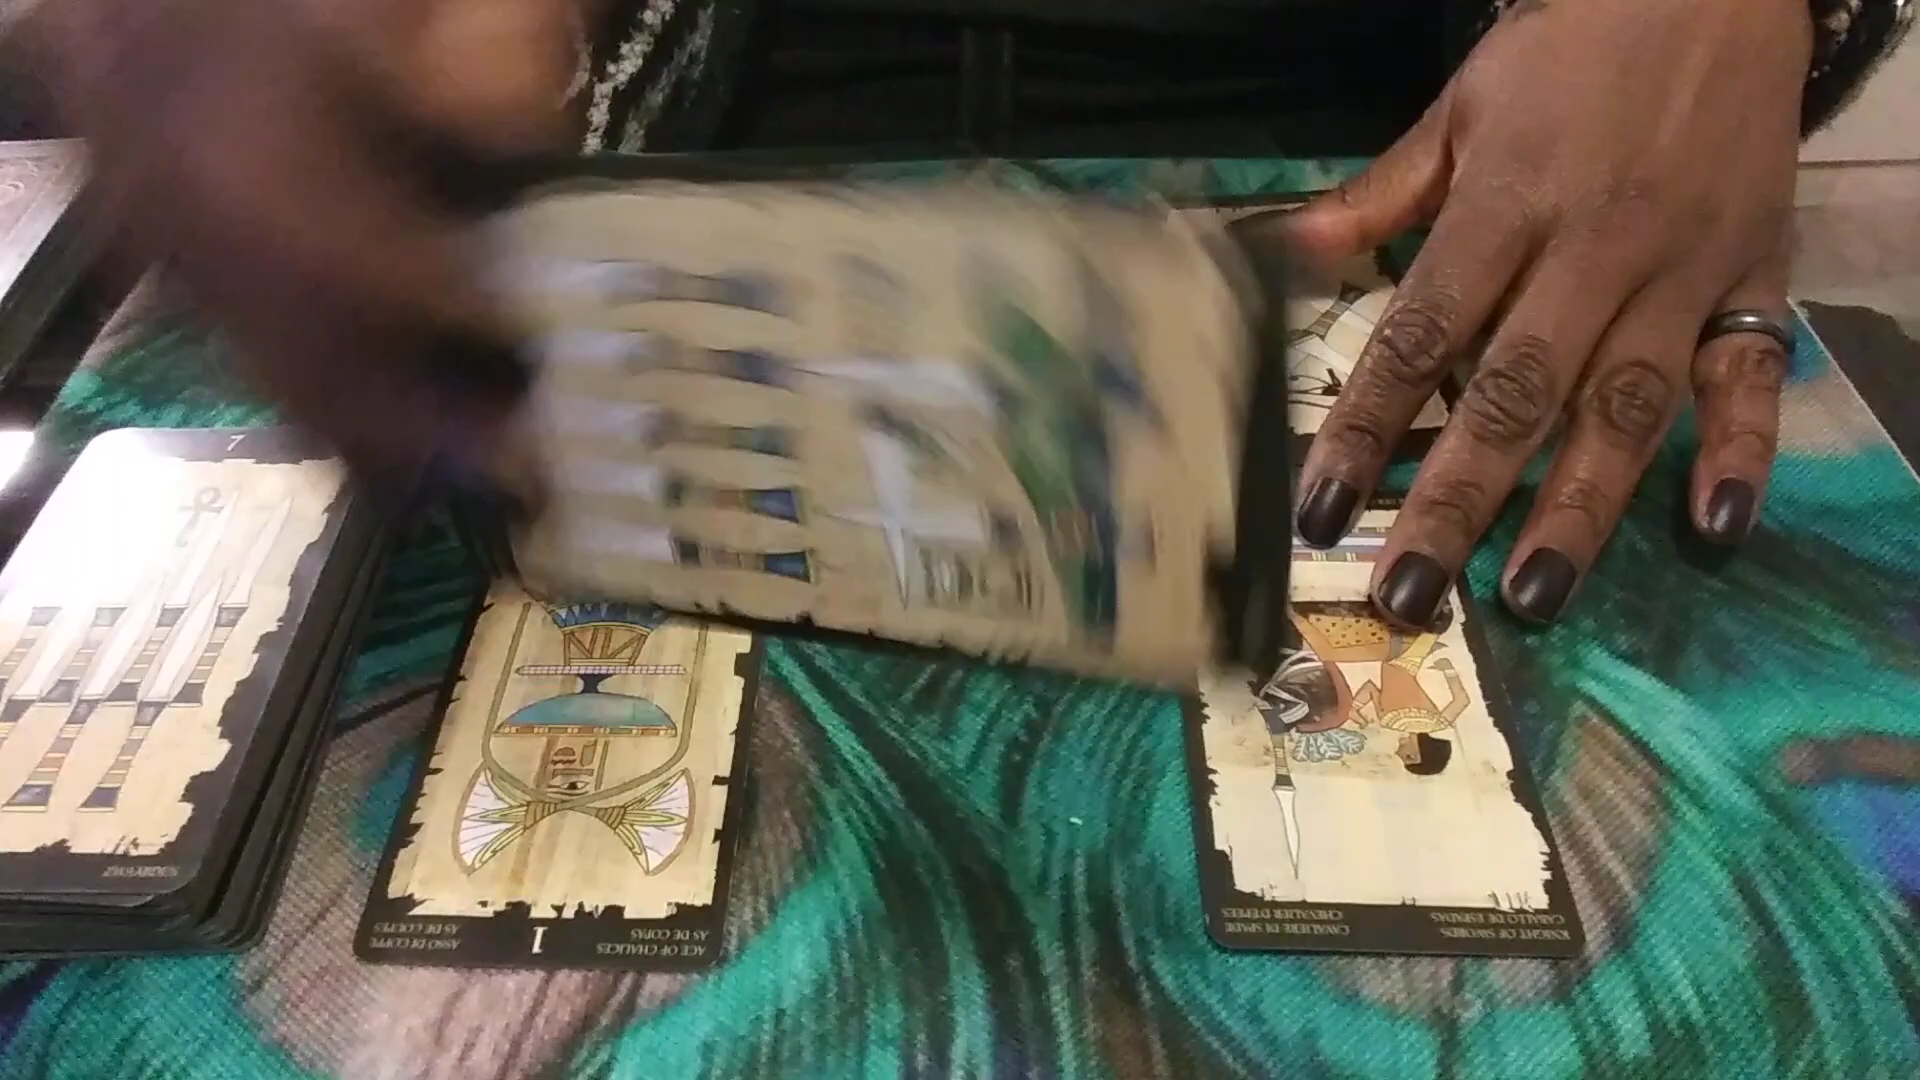 7
1
ACE OF CHALICES
AS DE COPAS
ASSO DI COPPE
AS DE COUPES
KNIGHT OF SWORDS
CABALLO DE ESPADAS
CAVALIERE DI SPADE
CHEVALIER D'EPEES